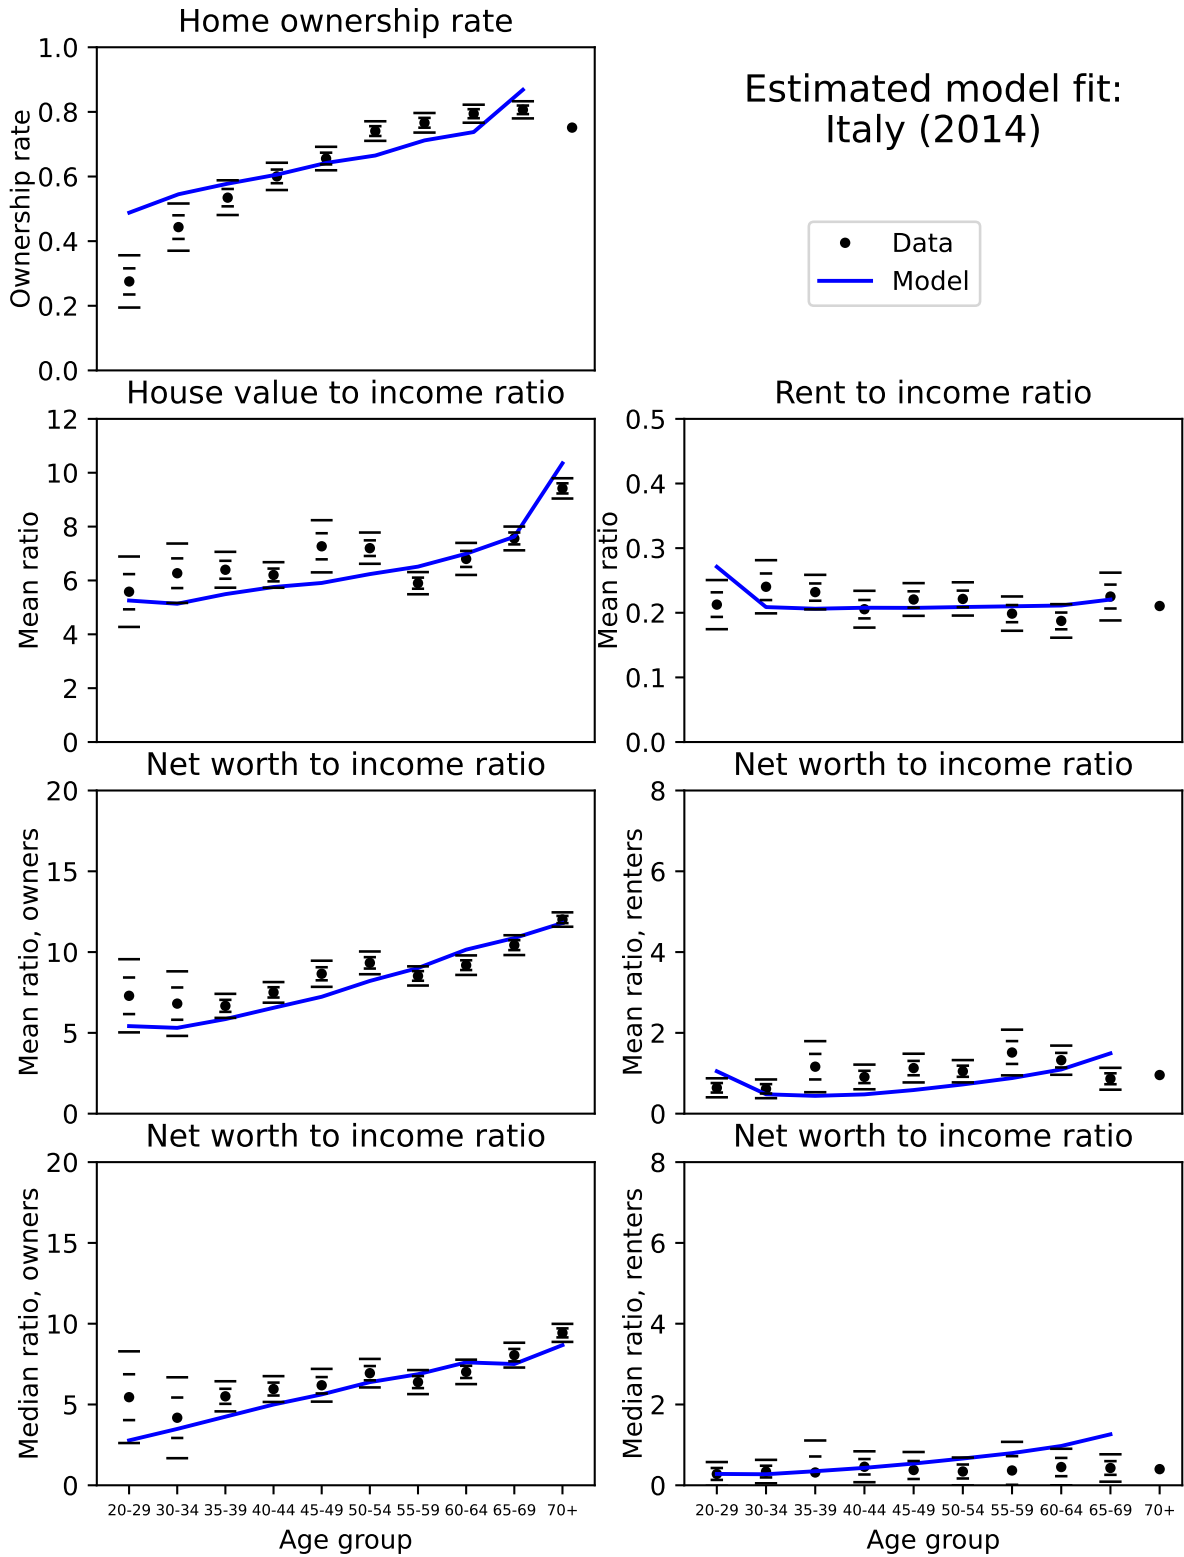 Home ownership rate
Ownership rate
1.0
0.8
0.6
0.4
0.2
0.0
Estimated model fit:
Italy (2014)
Data
Model
House value to income ratio
Mean ratio
12
10
8
6
4
2
0
Rent to income ratio
Mean ratio
0.5
0.4
0.3
0.2
0.1
0.0
Net worth to income ratio
Mean ratio, owners
20
15
10
5
0
Net worth to income ratio
Mean ratio, renters
8
6
4
2
0
Net worth to income ratio
Median ratio, owners
20
15
10
5
0
20-29 30-34 35-39 40-44 45-49 50-54 55-59 60-64 65-69 70+
Age group
Net worth to income ratio
Median ratio, renters
8
6
4
2
0
20-29 30-34 35-39 40-44 45-49 50-54 55-59 60-64 65-69 70+
Age group